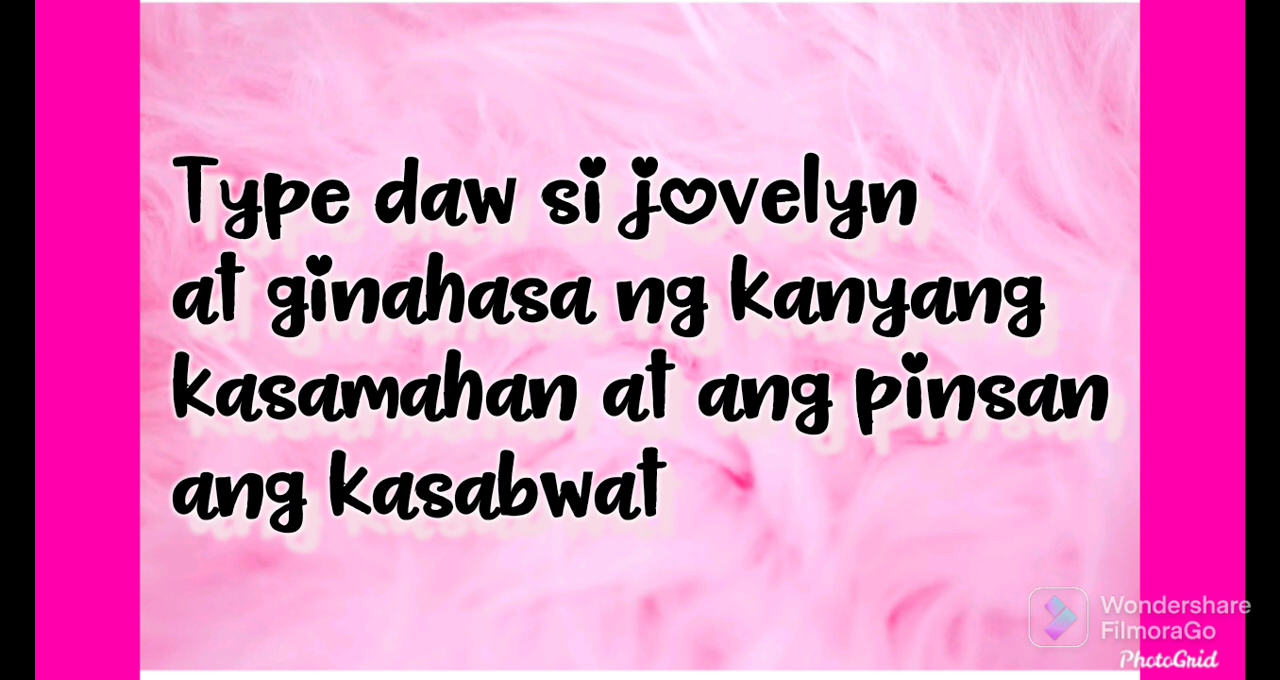 Type daw si jovelyn
at ginahasa ng kanyang
kasamahan at ang pinsan
ang kasabwat
Wondershare
FilmoraGo
PhotoGrid